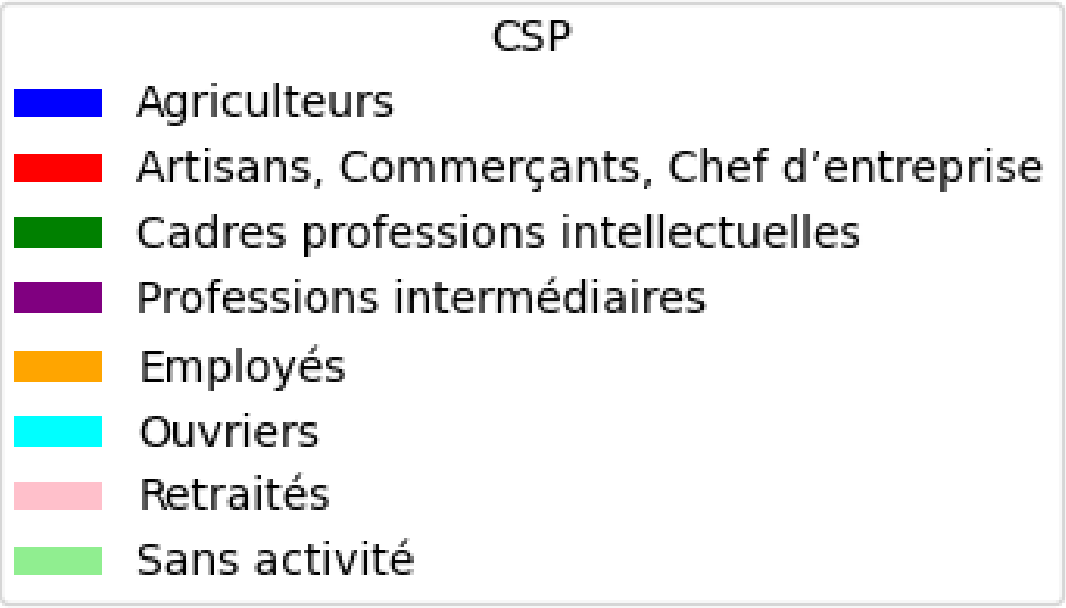 CSP
Agriculteurs
Artisans, Commerçants, Chef d’entreprise
Cadres professions intellectuelles
Professions intermédiaires
Employés
Ouvriers
Retraités
Sans activité